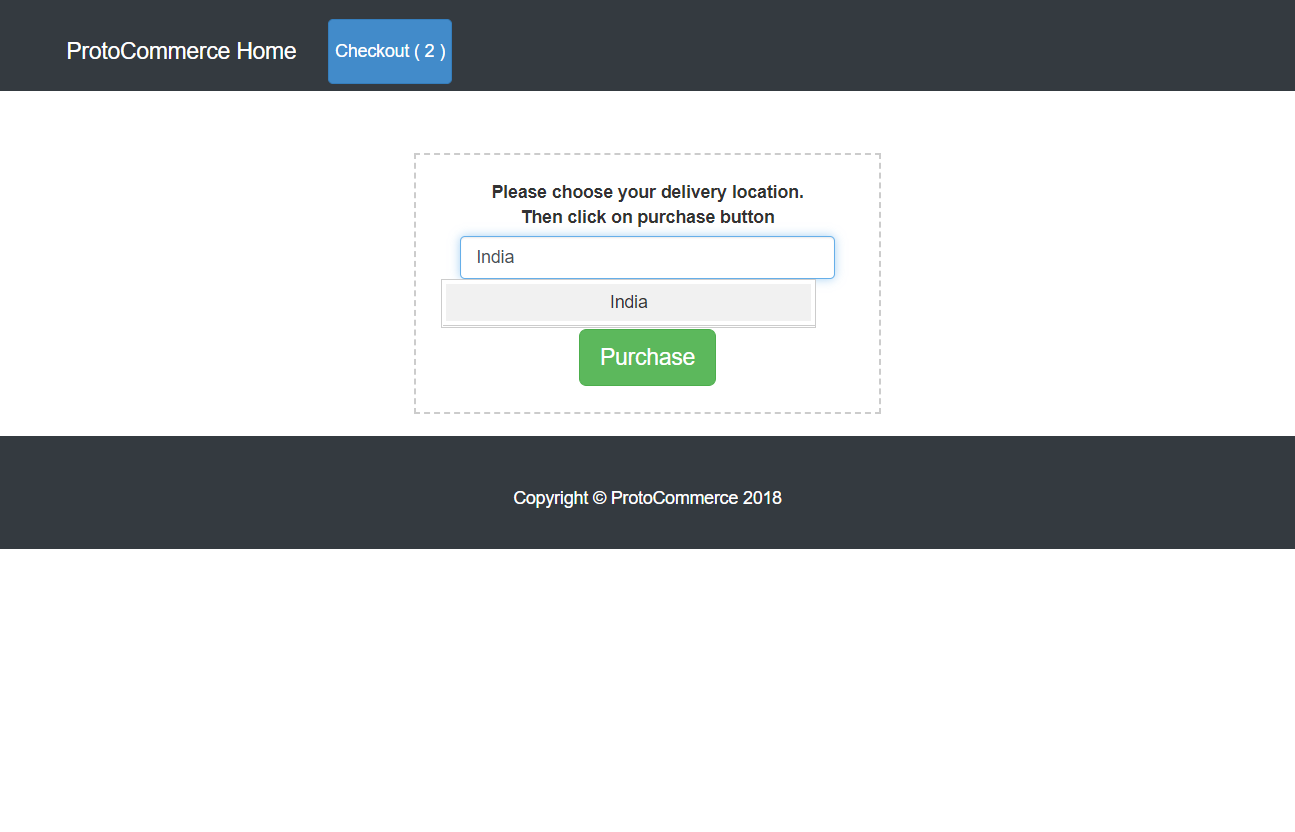 ProtoCommerce Home
Checkout ( 2 )
Please choose your delivery location.
Then click on purchase button
India
India
Purchase
Copyright © ProtoCommerce 2018